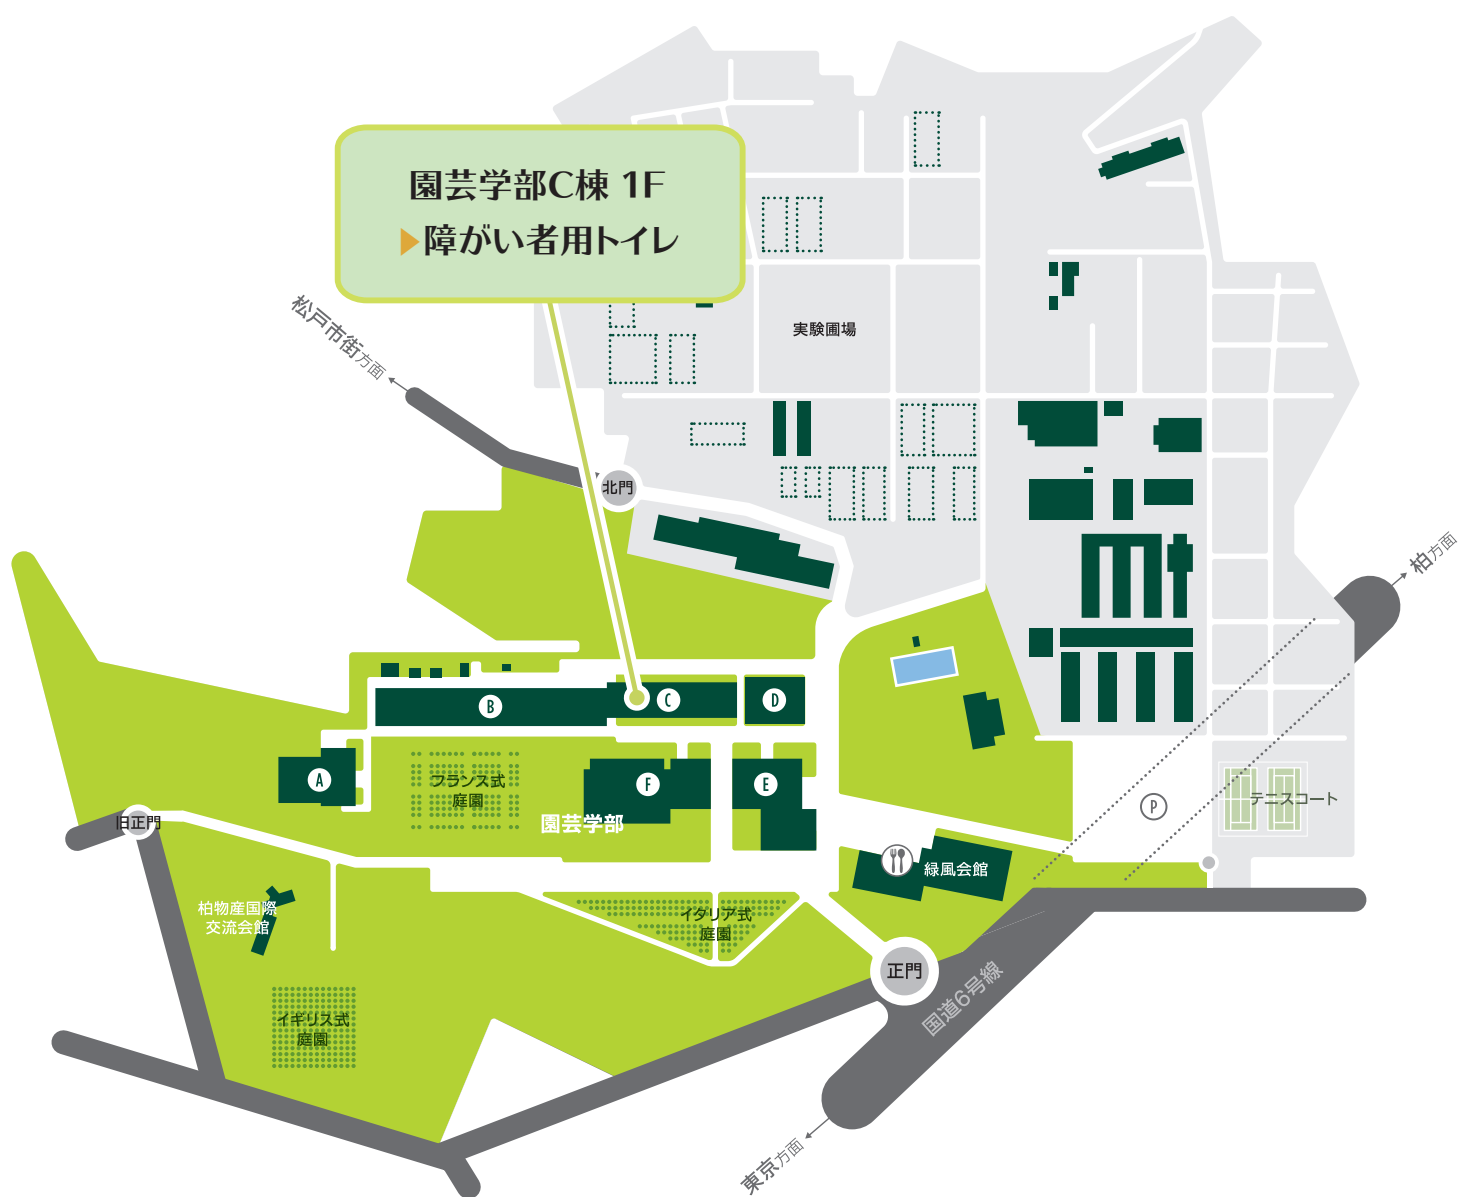 園芸学部C棟 1F
▶障がい者用トイレ
松戸市街方面
実験圃場
北門
柏方面
B
C
D
A
フランス式
庭園
F
E
園芸学部
P
テニスコート
旧正門
緑風会館
柏物産国際
交流会館
イタリア式
庭園
正門
国道6号線
イギリス式
庭園
東京方面